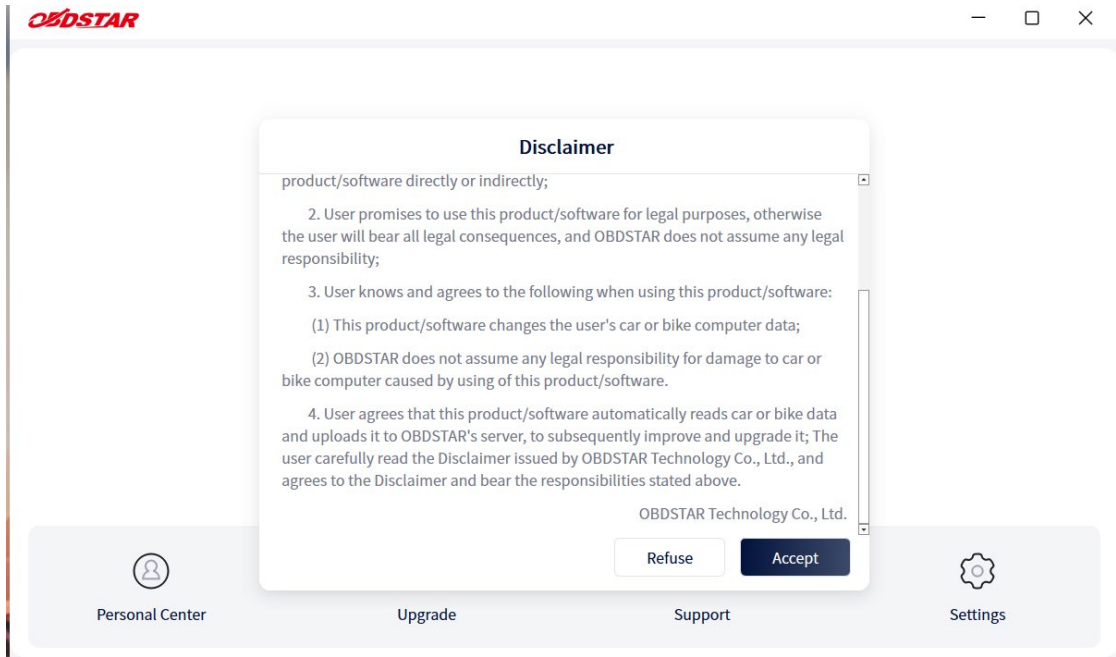 OBDSTAR
Disclaimer
product/software directly or indirectly;
2. User promises to use this product/software for legal purposes, otherwise
the user will bear all legal consequences, and OBDSTAR does not assume any legal
responsibility;
3. User knows and agrees to the following when using this product/software:
(1) This product/software changes the user's car or bike computer data;
(2) OBDSTAR does not assume any legal responsibility for damage to car or
bike computer caused by using of this product/software.
4. User agrees that this product/software automatically reads car or bike data
and uploads it to OBDSTAR's server, to subsequently improve and upgrade it; The
user carefully read the Disclaimer issued by OBDSTAR Technology Co., Ltd., and
agrees to the Disclaimer and bear the responsibilities stated above.
OBDSTAR Technology Co., Ltd.
Refuse Accept
Personal Center Upgrade Support Settings